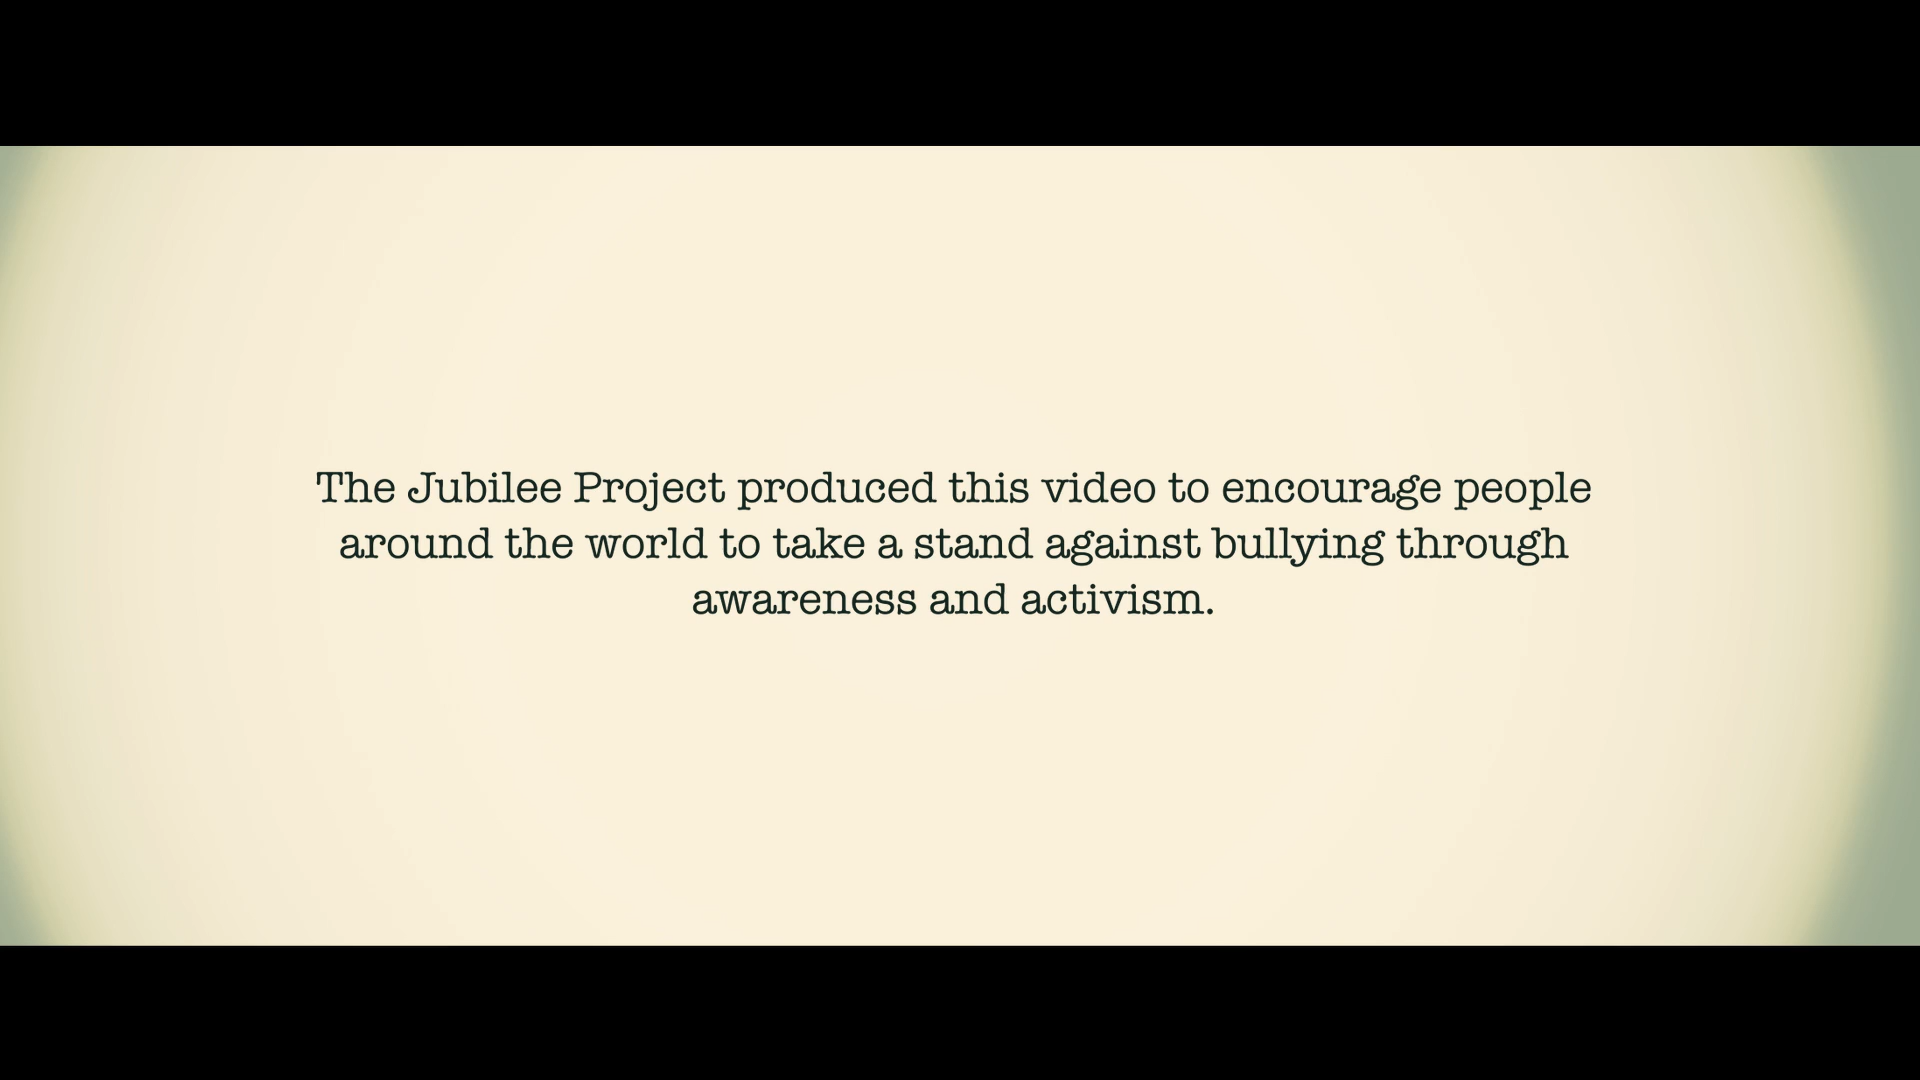 The Jubilee Project produced this video to encourage people
around the world to take a stand against bullying through
awareness and activism.